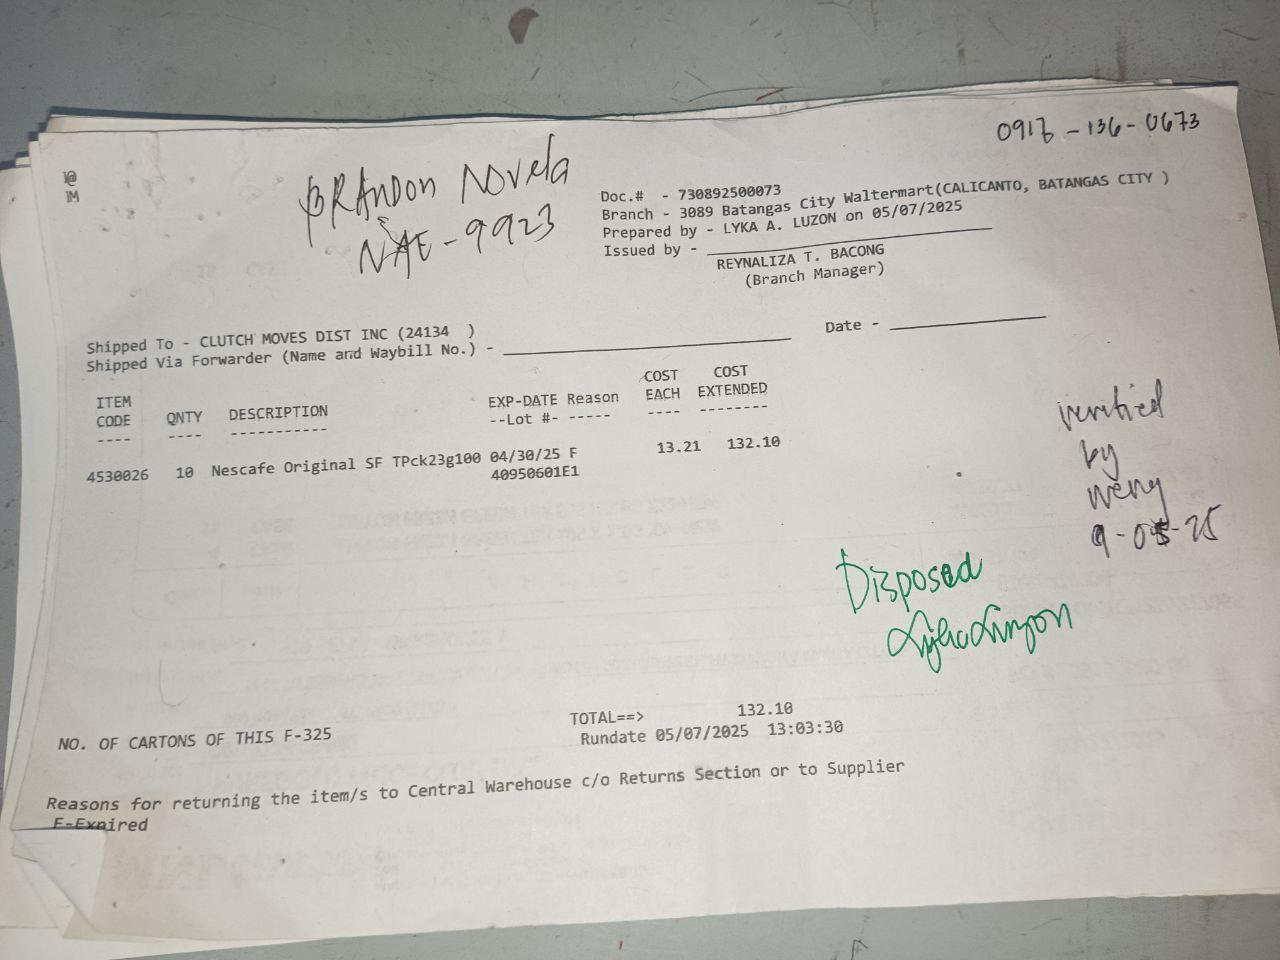 0917 - 136 - 0673
BRANDON Novela
NAE - 9923
Doc.# - 730892500073
Branch - 3089 Batangas City Waltermart(CALICANTO, BATANGAS CITY )
Prepared by - LYKA A. LUZON on 05/07/2025
Issued by -
REYNALIZA T. BACONG
(Branch Manager)
Shipped To - CLUTCH MOVES DIST INC (24134 )
Shipped Via Forwarder (Name and Waybill No.) -
Date -
ITEM CODE QNTY DESCRIPTION EXP-DATE Reason COST EACH COST EXTENDED
--Lot #- -----
4530026 10 Nescafe Original SF TPck23g100 04/30/25 F 13.21 132.10
40950601E1
verified
by
weng
9-05-25
Disposed
TOTAL==> 132.10
NO. OF CARTONS OF THIS F-325
Rundate 05/07/2025 13:03:30
Reasons for returning the item/s to Central Warehouse c/o Returns Section or to Supplier
F-Expired